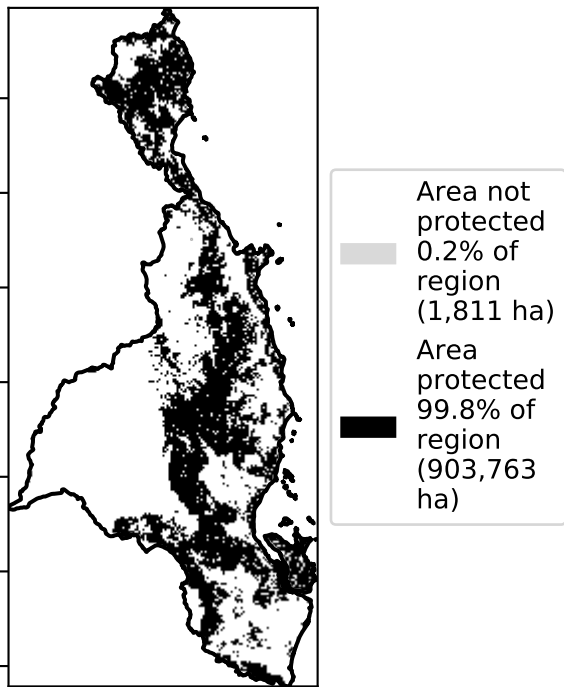 Area not
protected
0.2% of
region
(1,811 ha)
Area
protected
99.8% of
region
(903,763
ha)